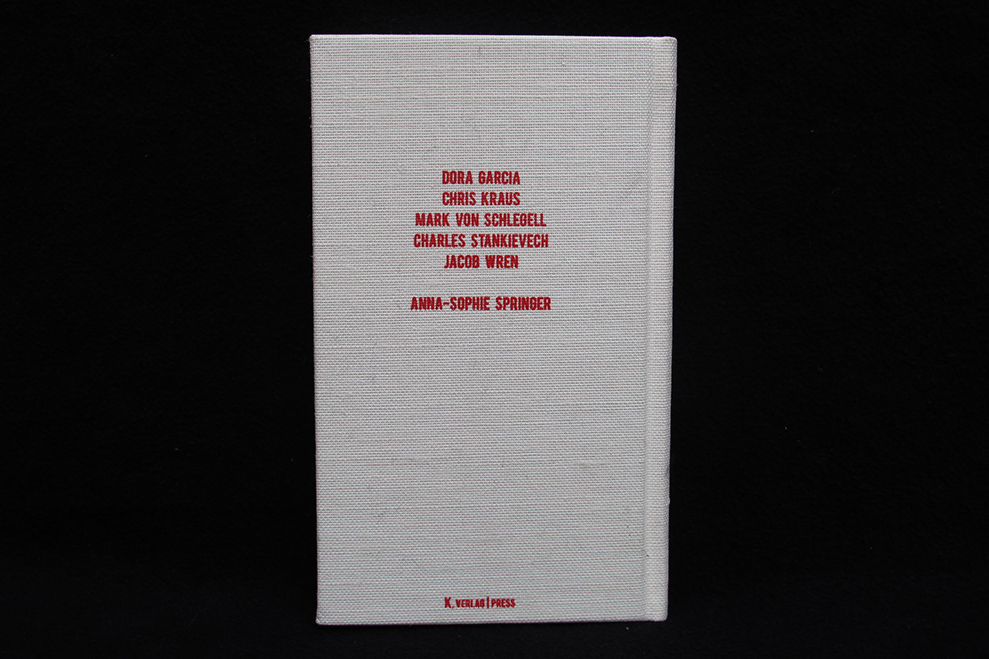 DORA GARCIA
CHRIS KRAUS
MARK VON SCHLEGELL
CHARLES STANKIEVECH
JACOB WREN
ANNA-SOPHIE SPRINGER
K. VERLAG | PRESS